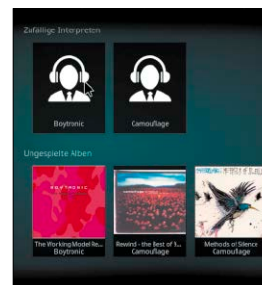 Zufällige Interpreten
Boytronic
Camouflage
Ungespielte Alben
BOYTRONIC
The Working Model Re...
Boytronic
Rewind - the Best of 1...
Camouflage
Methods of Silence
Camouflage